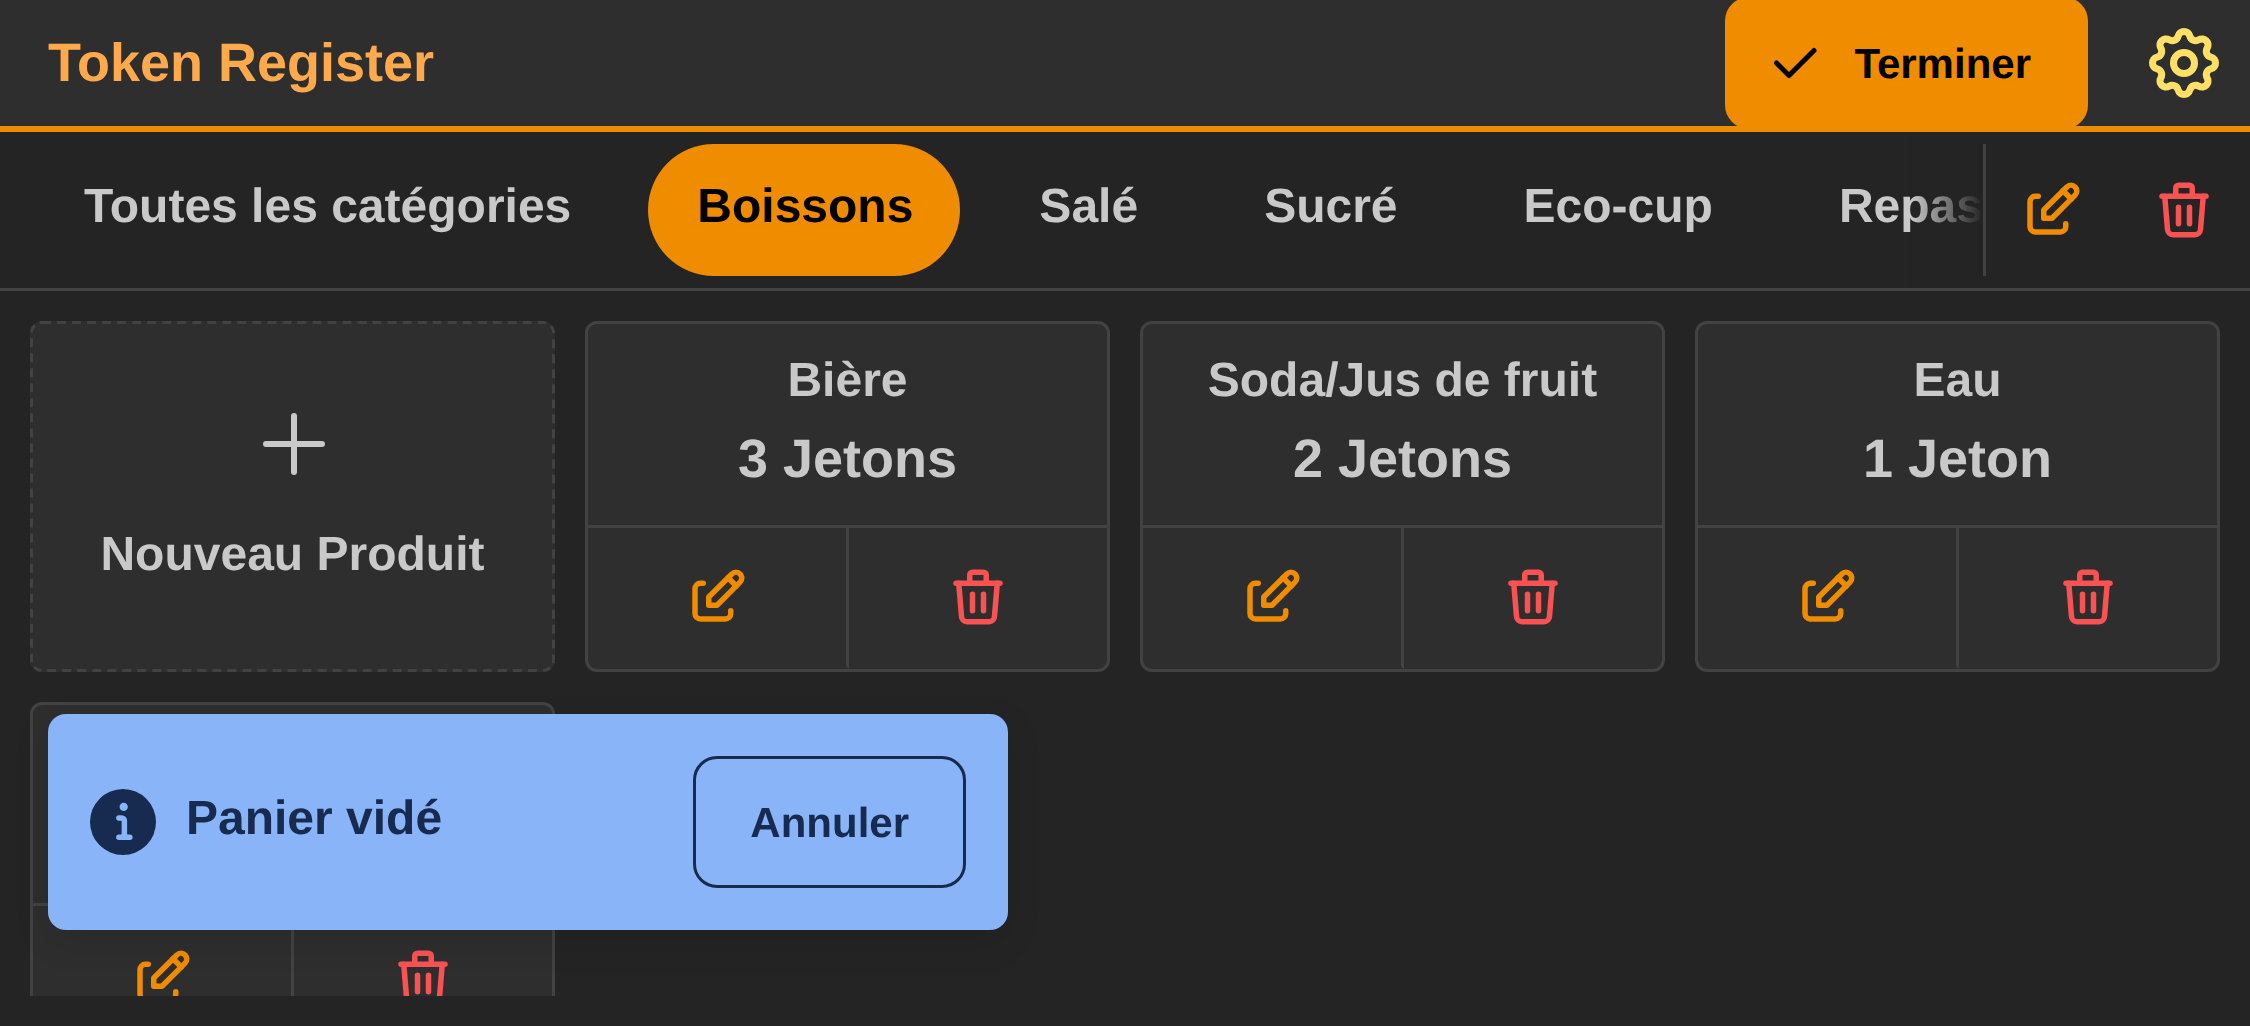 Token Register
Terminer
Toutes les catégories
Boissons
Salé
Sucré
Eco-cup
Repas
Nouveau Produit
Bière
3 Jetons
Soda/Jus de fruit
2 Jetons
Eau
1 Jeton
Panier vidé
Annuler